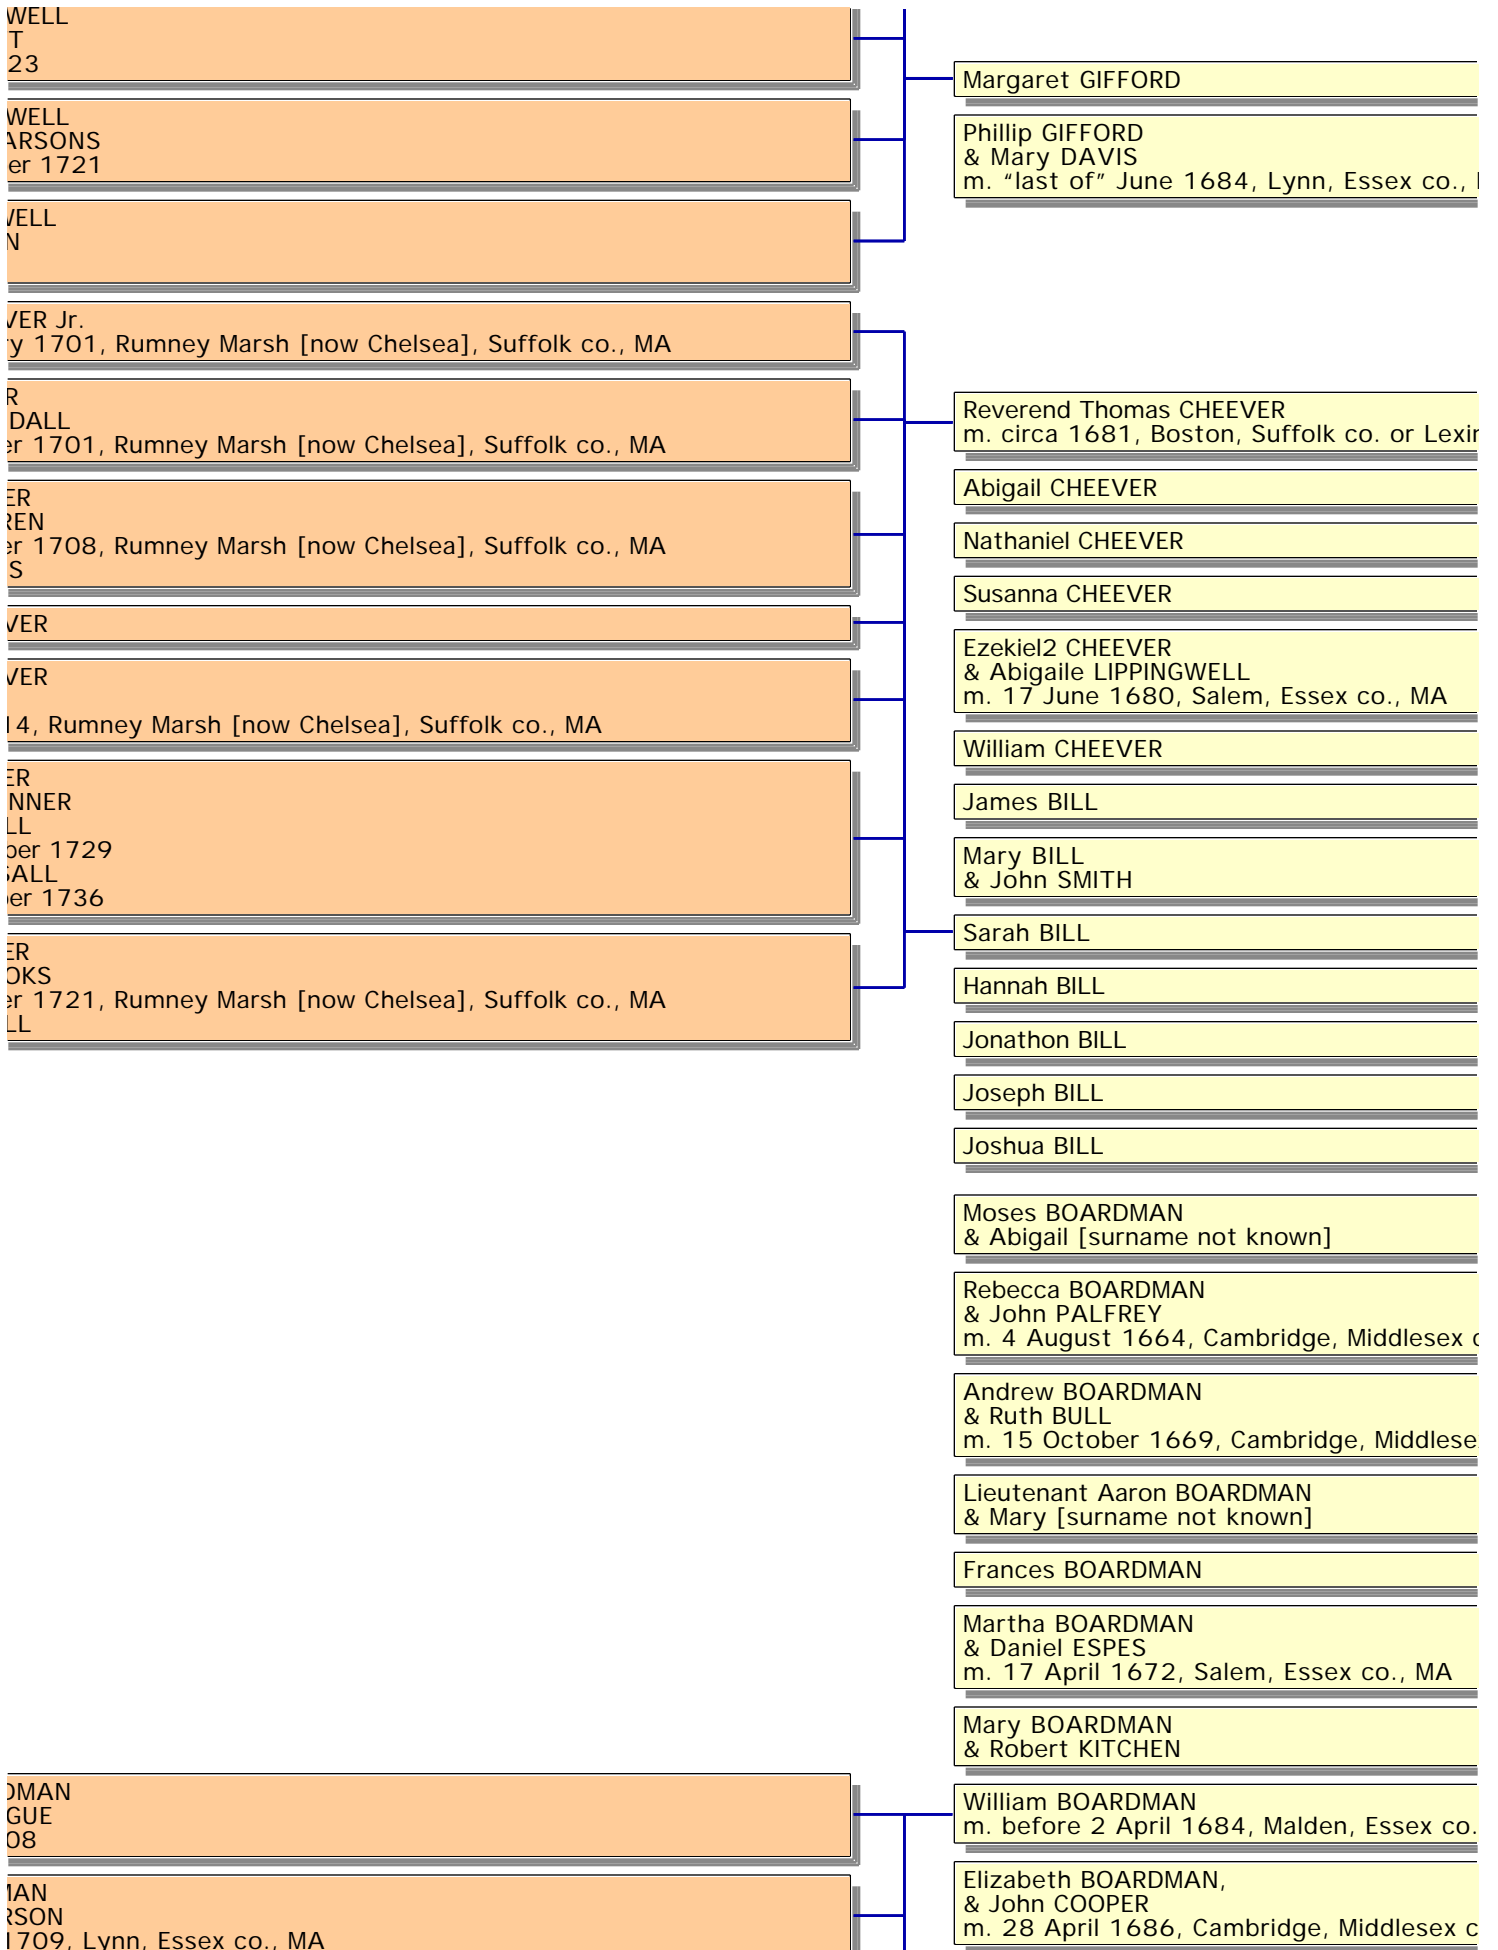 WELL
T
23
WELL
ARSONS
er 1721
WELL
N
VER Jr.
ry 1701, Rumney Marsh [now Chelsea], Suffolk co., MA
R
DALL
er 1701, Rumney Marsh [now Chelsea], Suffolk co., MA
ER
REN
er 1708, Rumney Marsh [now Chelsea], Suffolk co., MA
S
VER
VER
14, Rumney Marsh [now Chelsea], Suffolk co., MA
ER
NNER
LL
ber 1729
SALL
er 1736
ER
OKS
er 1721, Rumney Marsh [now Chelsea], Suffolk co., MA
LL
DMAN
GUE
08
MAN
RSON
1709, Lynn, Essex co., MA
Margaret GIFFORD
Phillip GIFFORD
& Mary DAVIS
m. “last of” June 1684, Lynn, Essex co.,
Reverend Thomas CHEEVER
m. circa 1681, Boston, Suffolk co. or Lexin
Abigail CHEEVER
Nathaniel CHEEVER
Susanna CHEEVER
Ezekiel2 CHEEVER
& Abigaile LIPPINGWELL
m. 17 June 1680, Salem, Essex co., MA
William CHEEVER
James BILL
Mary BILL
& John SMITH
Sarah BILL
Hannah BILL
Jonathon BILL
Joseph BILL
Joshua BILL
Moses BOARDMAN
& Abigail [surname not known]
Rebecca BOARDMAN
& John PALFREY
m. 4 August 1664, Cambridge, Middlesex c
Andrew BOARDMAN
& Ruth BULL
m. 15 October 1669, Cambridge, Middlese
Lieutenant Aaron BOARDMAN
& Mary [surname not known]
Frances BOARDMAN
Martha BOARDMAN
& Daniel ESPES
m. 17 April 1672, Salem, Essex co., MA
Mary BOARDMAN
& Robert KITCHEN
William BOARDMAN
m. before 2 April 1684, Malden, Essex co.
Elizabeth BOARDMAN,
& John COOPER
m. 28 April 1686, Cambridge, Middlesex c